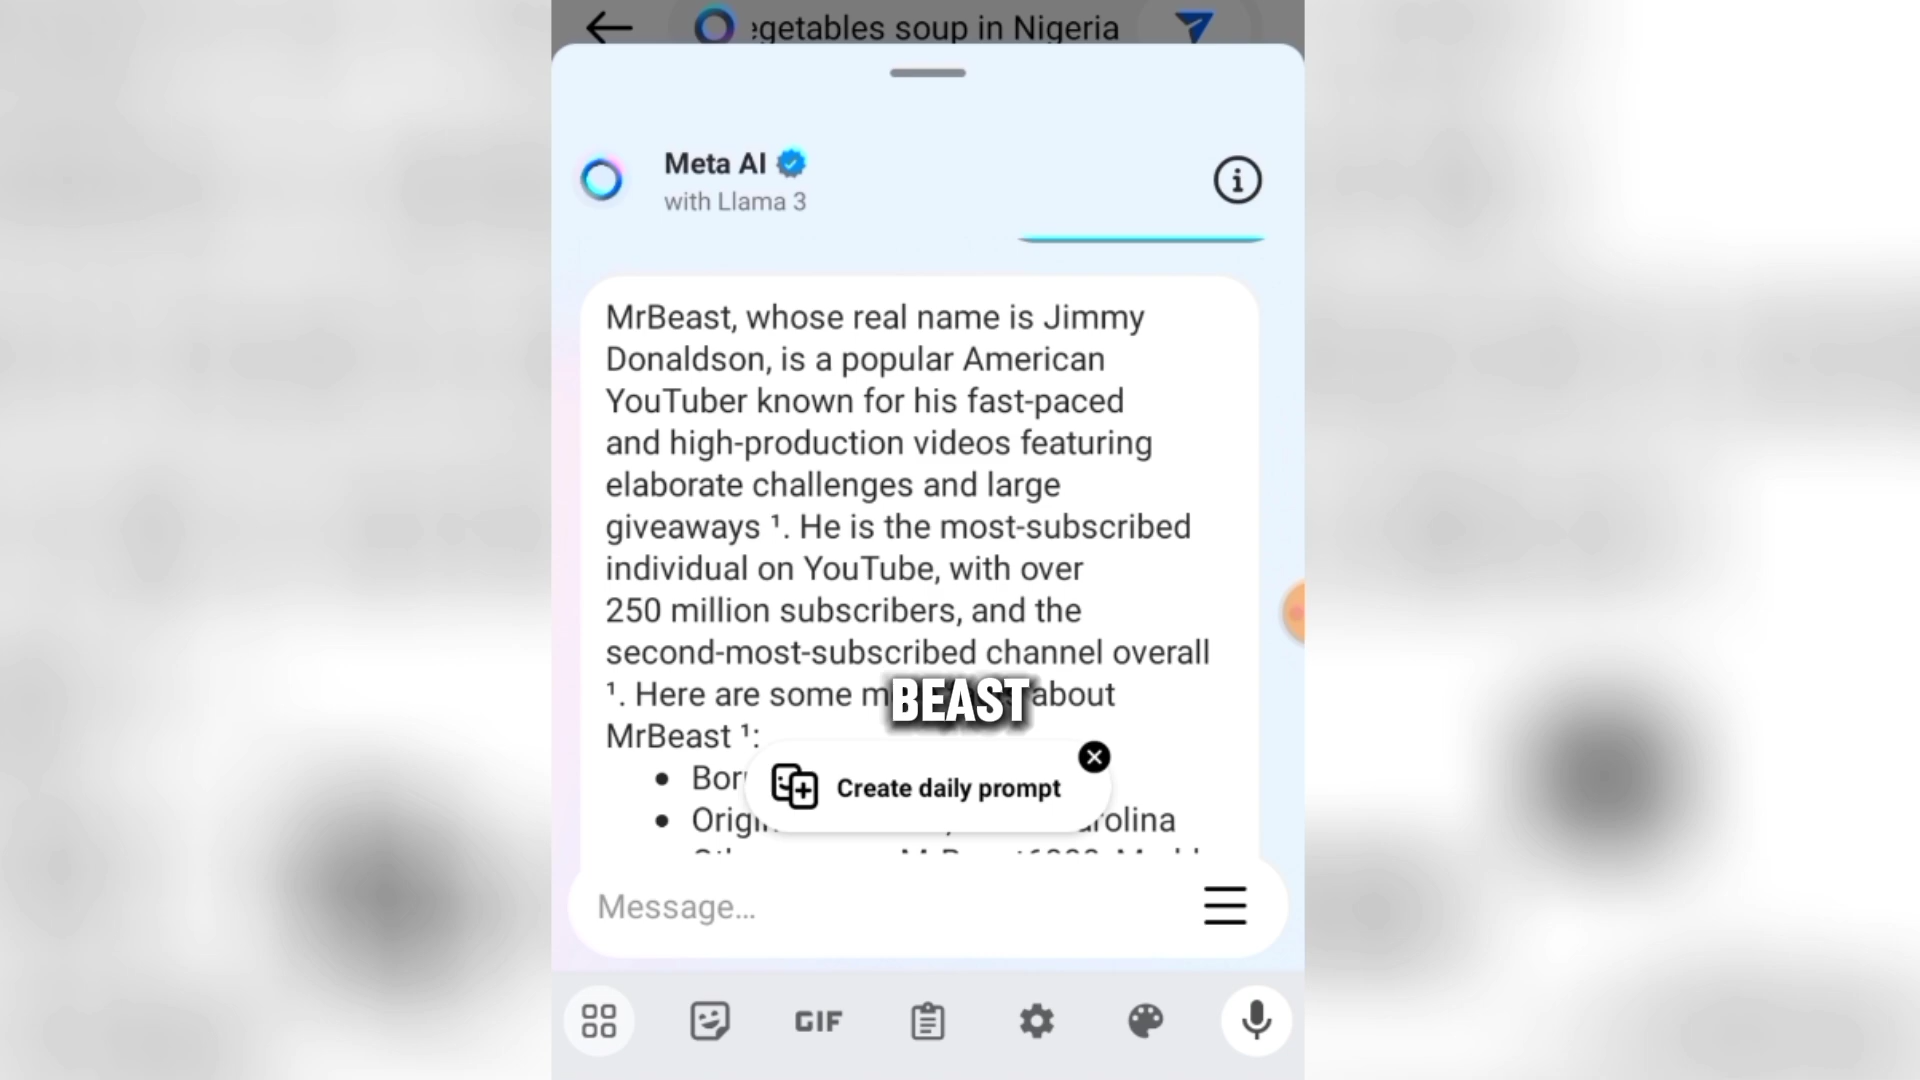 egetables soup in Nigeria
Meta AI
with Llama 3
MrBeast, whose real name is Jimmy
Donaldson, is a popular American
YouTuber known for his fast-paced
and high-production videos featuring
elaborate challenges and large
giveaways ¹. He is the most-subscribed
individual on YouTube, with over
250 million subscribers, and the
second-most-subscribed channel overall
¹. Here are some about
BEAST
MrBeast ¹:
Create daily prompt
Message…
GIF